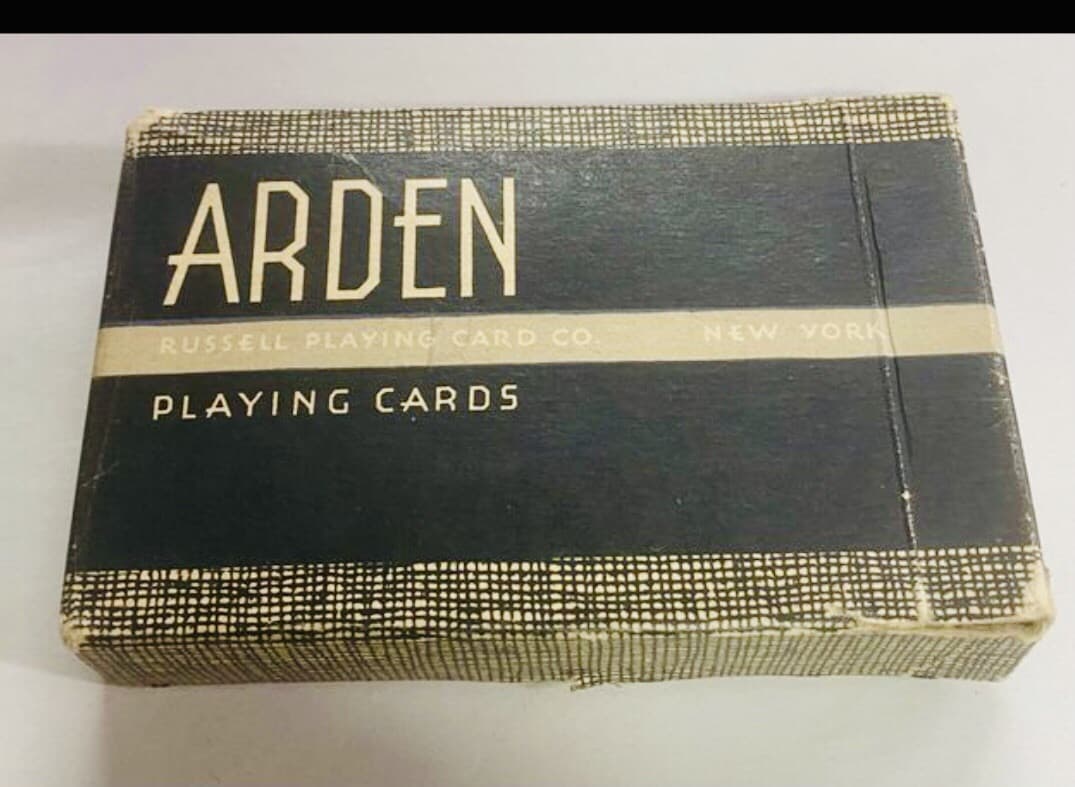 ARDEN
RUSSELL PLAYING CARD CO. NEW YORK
PLAYING CARDS